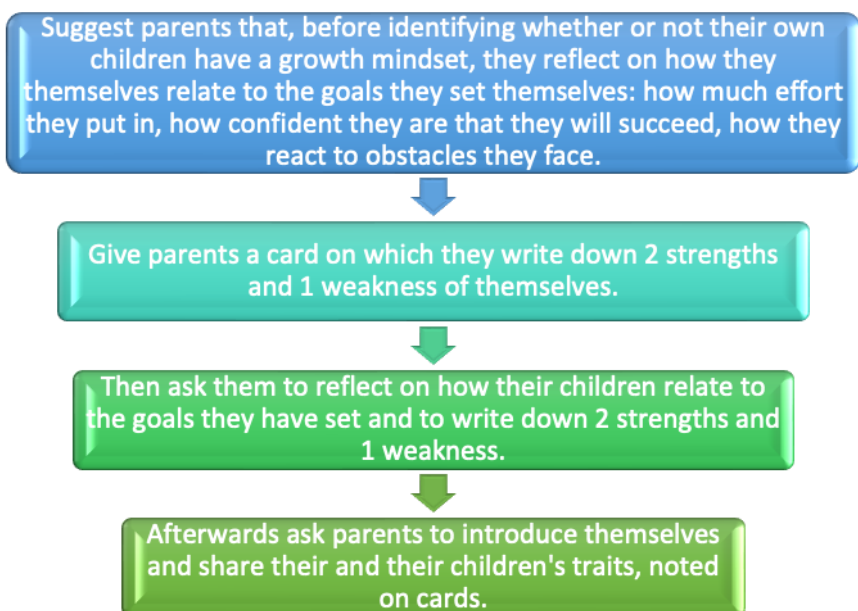 Suggest parents that, before identifying whether or not their own
children have a growth mindset, they reflect on how they
themselves relate to the goals they set themselves: how much effort
they put in, how confident they are that they will succeed, how they
react to obstacles they face.
Give parents a card on which they write down 2 strengths
and 1 weakness of themselves.
Then ask them to reflect on how their children relate to
the goals they have set and to write down 2 strengths and
1 weakness.
Afterwards ask parents to introduce themselves
and share their and their children's traits, noted
on cards.